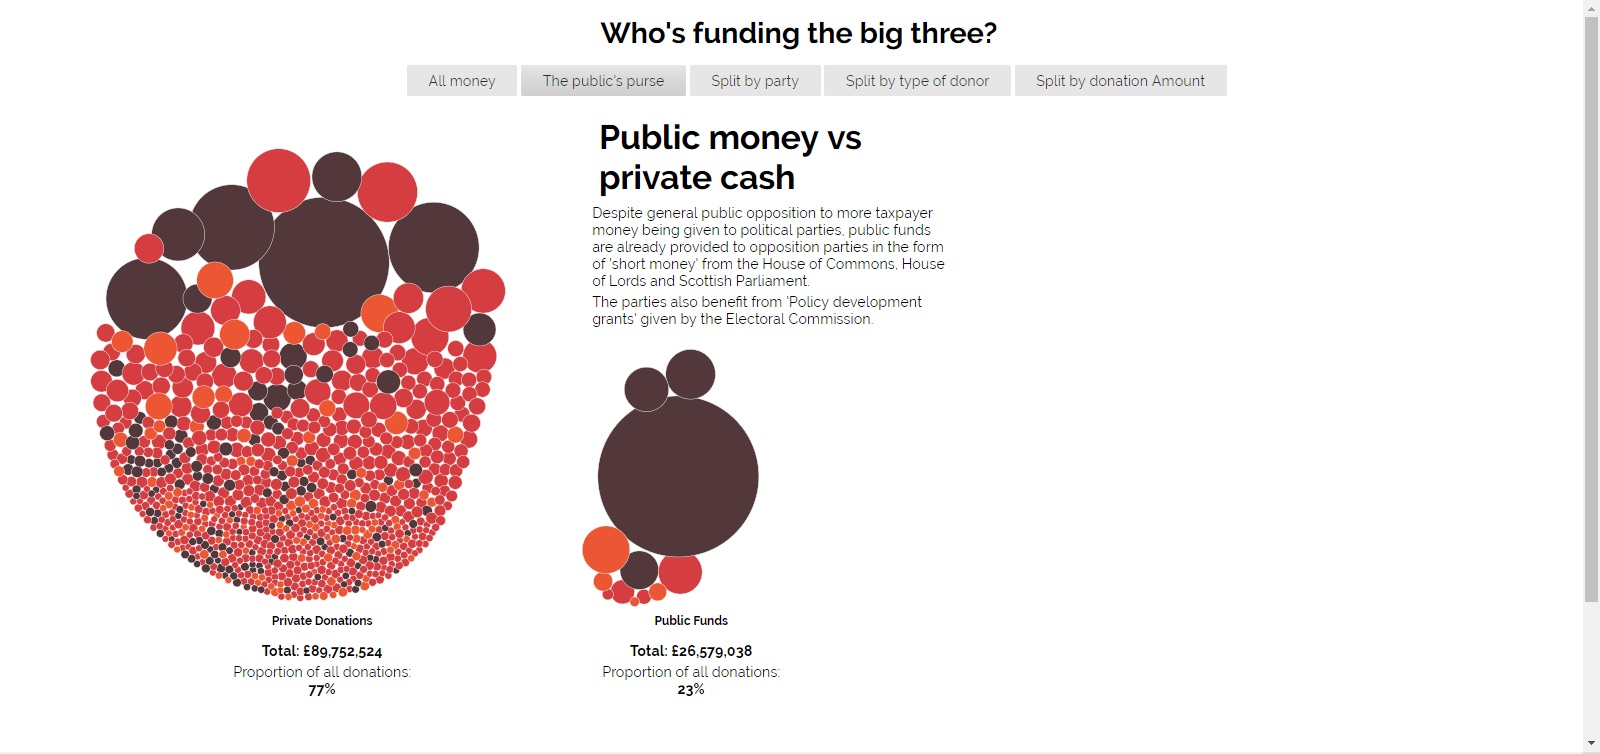 Who's funding the big three?
All money
The public's purse
Split by party
Split by type of donor
Split by donation Amount
Public money vs
private cash
Despite general public opposition to more taxpayer
money being given to political parties, public funds
are already provided to opposition parties in the form
of 'short money' from the House of Commons, House
of Lords and Scottish Parliament.
The parties also benefit from 'Policy development
grants' given by the Electoral Commission.
Private Donations
Total: £89,752,524
Proportion of all donations:
77%
Public Funds
Total: £26,579,038
Proportion of all donations:
23%